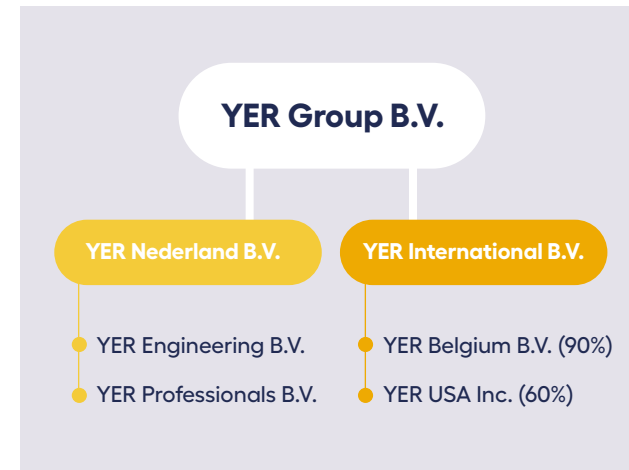 YER Group B.V.
YER Nederland B.V.
YER International B.V.
YER Engineering B.V.
YER Professionals B.V.
YER Belgium B.V. (90%)
YER USA Inc. (60%)